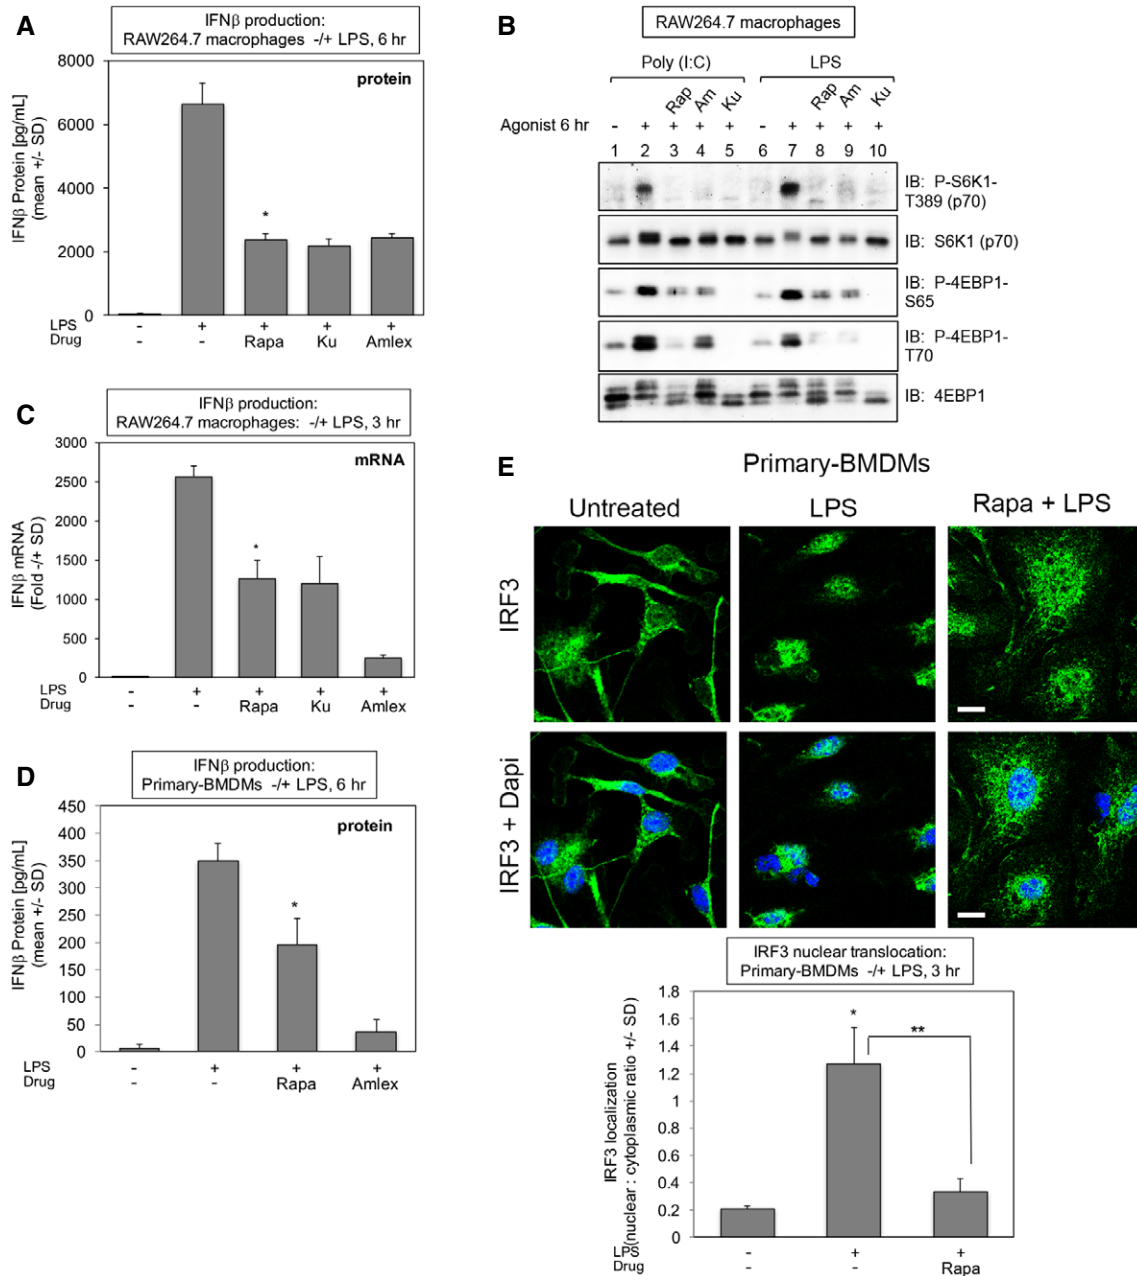 A
IFNβ production:
RAW264.7 macrophages -/+ LPS, 6 hr
protein
IFNβ Protein [pg/mL]
(mean +/- SD)
8000
6000
4000
2000
0
*
LPS - + + + +
Drug - - Rapa Ku Amlex
B
RAW264.7 macrophages
Poly (I:C) LPS
Rap Am Ku Rap Am Ku
Agonist 6 hr - + + + + - + + + +
1 2 3 4 5 6 7 8 9 10
IB: P-S6K1-
T389 (p70)
IB: S6K1 (p70)
IB: P-4EBP1-
S65
IB: P-4EBP1-
T70
IB: 4EBP1
C
IFNβ production:
RAW264.7 macrophages: -/+ LPS, 3 hr
mRNA
IFNβ mRNA
(Fold -/+ SD)
3000
2500
2000
1500
1000
500
0
*
LPS - + + + +
Drug - - Rapa Ku Amlex
D
IFNβ production:
Primary-BMDMs -/+ LPS, 6 hr
protein
IFNβ Protein [pg/mL]
(mean +/- SD)
450
400
350
300
250
200
150
100
50
0
*
LPS - + + +
Drug - - Rapa Amlex
E
Primary-BMDMs
Untreated LPS Rapa + LPS
IRF3
IRF3 + Dapi
IRF3 nuclear translocation:
Primary-BMDMs -/+ LPS, 3 hr
IRF3 localization
(nuclear : cytoplasmic ratio +/- SD)
1.8
1.6
1.4
1.2
1
0.8
0.6
0.4
0.2
0
*
**
LPS - + +
Drug - - Rapa